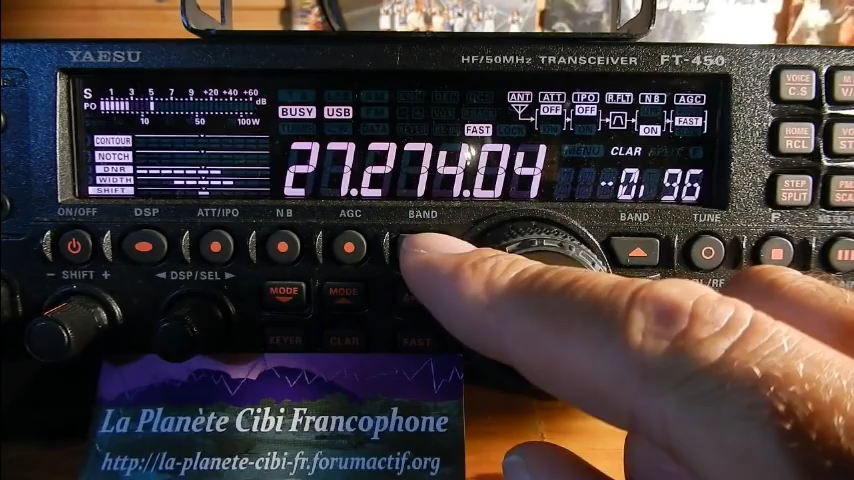 YAESU
HF/50MHz TRANSCEIVER FT-450
S 1 3 5 7 9 +20 +40 +60 dB
PO 10 50 100W
BUSY USB
ANT ATT IPO R.FLT NB AGC
OFF OFF ON FAST
FAST LOCK
CONTOUR
NOTCH
DNR
WIDTH
SHIFT
MENU CLAR SPLIT
27.274.04
-0.96
VOICE C.S
HOME RCL
STEP SPLIT
ON/OFF DSP ATT/IPO NB AGC BAND BAND TUNE F
- SHIFT + ◄ DSP/SEL ►
MODE MODE
KEYER CLAR FAST
La Planète Cibi Francophone
http://la-planete-cibi-fr.forumactif.org